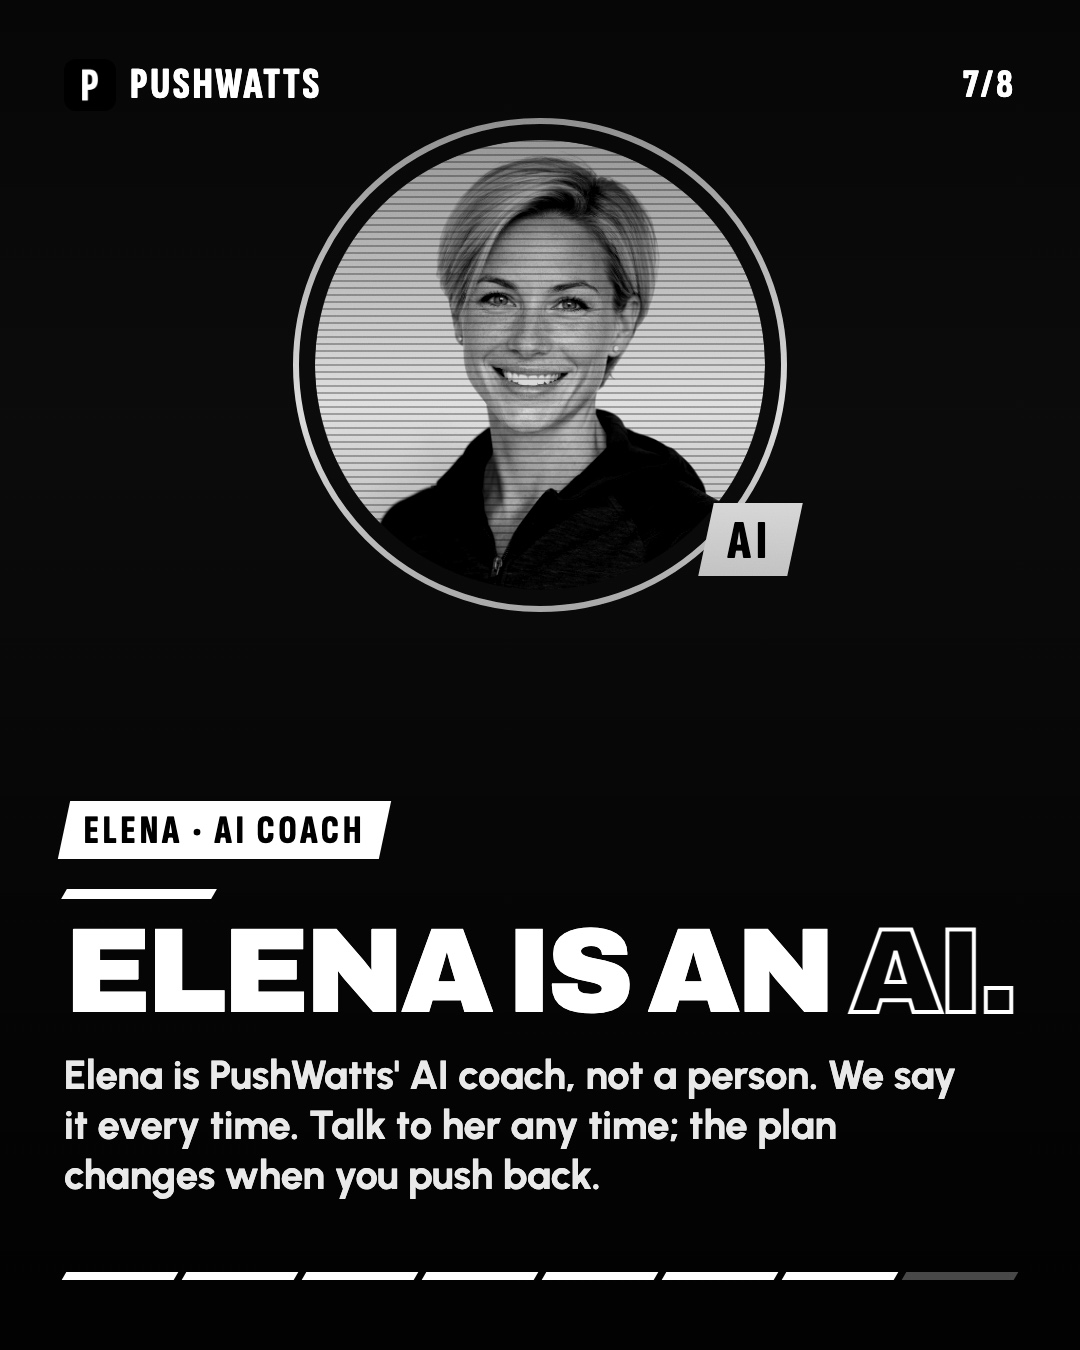 P PUSHWATTS
7/8
AI
ELENA · AI COACH
ELENA IS AN AI.
Elena is PushWatts' AI coach, not a person. We say
it every time. Talk to her any time; the plan
changes when you push back.